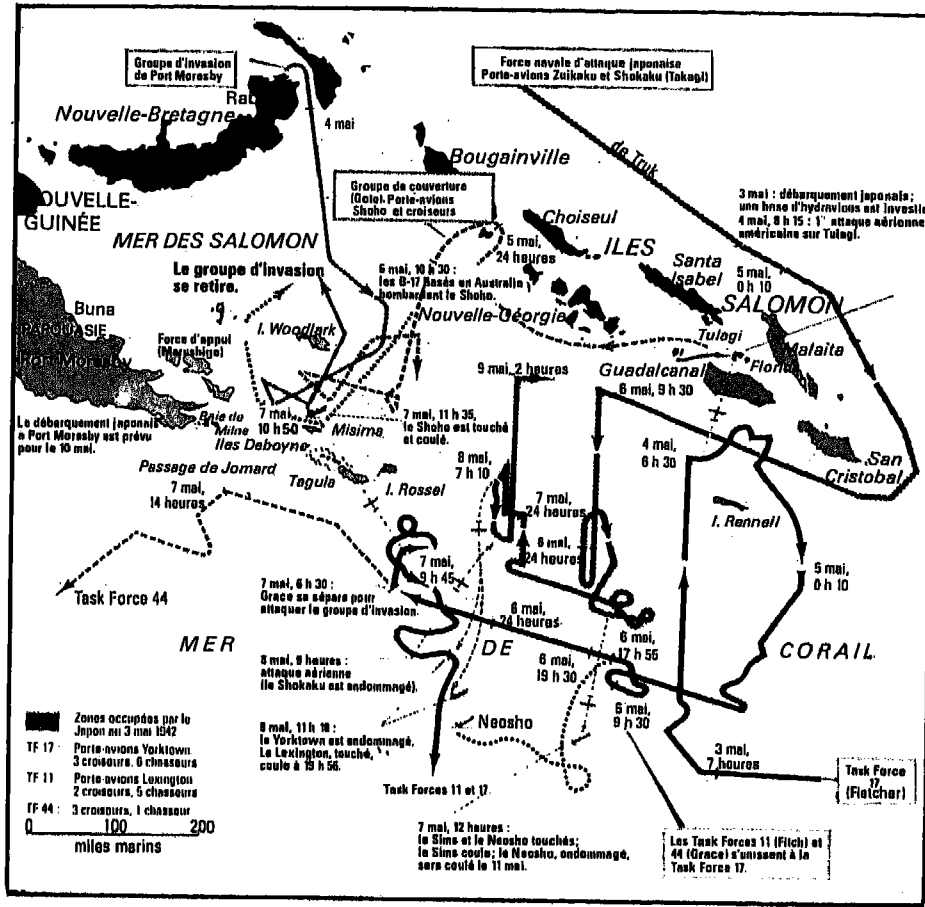 Groupe d'invasion
de Port Moresby
Force navale d'attaque japonaise
Porte-avions Zuikaku et Shokaku (Takagi)
Nouvelle-Bretagne
4 mai
de Truk
Bougainville
Groupe de couverture
(Goto). Porte-avions
Shoho et croiseurs
3 mai : débarquement japonais;
une base d'hydravions est investie
4 mai, 8 h 15 : 1re attaque aérienne
américaine sur Tulagi.
OUVELLE-
GUINÉE
Choiseul
MER DES SALOMON
5 mai,
24 heures
ILES
Le groupe d'invasion
se retire.
6 mai, 10 h 30 :
les B-17 basés en Australie
bombardent le Shoho.
Santa
Isabel
5 mai,
0 h 10
SALOMON
Buna
Nouvelle-Géorgie
I. Woodlark
Tulagi
Malaita
PAPOUASIE
Port Moresby
Force d'appui
(Marushige)
Florida
Guadalcanal
9 mai, 2 heures
6 mai, 9 h 30
Le débarquement japonais
a Port Moresby est prévu
pour le 10 mai.
Baie de
Milne
7 mai,
10 h 50
Misima
7 mai, 11 h 35,
le Shoho est touché
et coulé.
Iles Deboyne
4 mai,
6 h 30
San
Cristobal
8 mai,
7 h 10
Passage de Jomard
Tagula
I. Rossel
7 mai,
14 heures
7 mai,
24 heures
I. Rennell
6 mai,
24 heures
7 mai,
9 h 45
5 mai,
0 h 10
Task Force 44
7 mai, 6 h 30 :
Grace se sépare pour
attaquer le groupe d'invasion.
6 mai,
24 heures
6 mai,
17 h 55
MER
DE
CORAIL
6 mai,
19 h 30
8 mai, 9 heures :
attaque aérienne
(le Shokaku est endommagé).
6 mai,
9 h 30
Neosho
8 mai, 11 h 18 :
le Yorktown est endommagé.
Le Lexington, touché,
coule à 19 h 56.
Zones occupées par le
Japon au 3 mai 1942
TF 17 : Porte-avions Yorktown
3 croiseurs, 6 chasseurs
TF 11 Porte-avions Lexington
2 croiseurs, 5 chasseurs
TF 44 : 3 croiseurs, 1 chasseur
0 100 200
miles marins
3 mai,
7 heures
Task Force
17
(Fletcher)
Task Forces 11 et 17
7 mai, 12 heures :
le Sims et le Neosho touchés;
le Sims coule; le Neosho, endommagé,
sera coulé le 11 mai.
Les Task Forces 11 (Fitch) et
44 (Grace) s'unissent à la
Task Force 17.